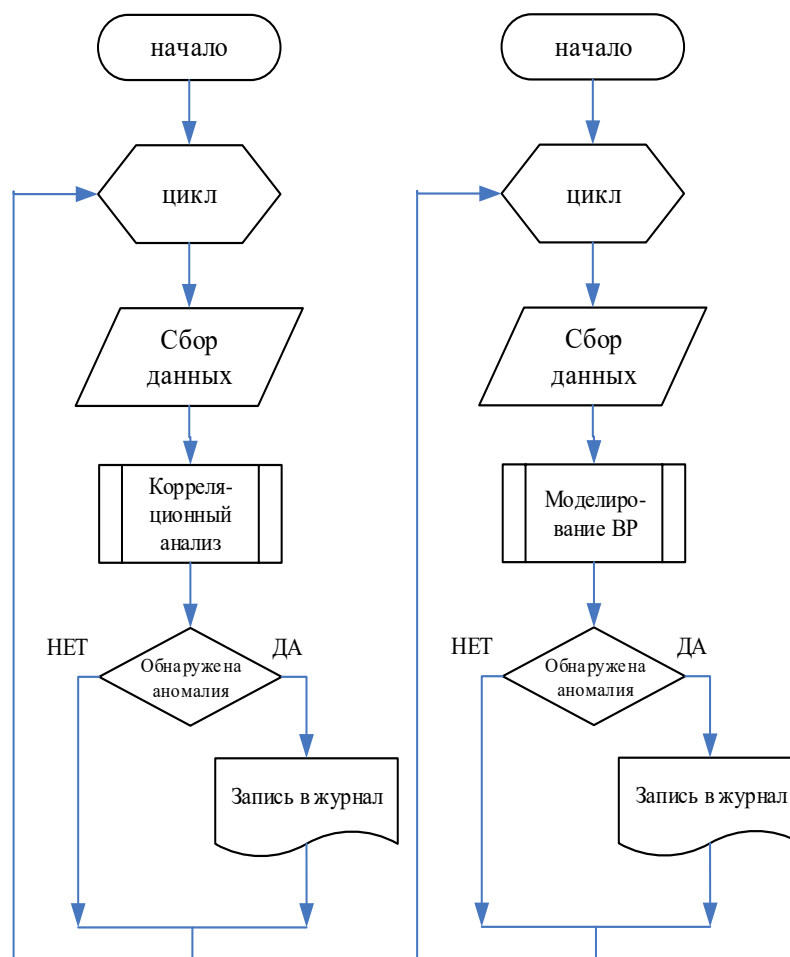 начало
цикл
Сбор
данных
Корреля-
ционный
анализ
НЕТ
ДА
Обнаружена
аномалия
Запись в журнал
начало
цикл
Сбор
данных
Моделиро-
вание ВР
НЕТ
ДА
Обнаружена
аномалия
Запись в журнал